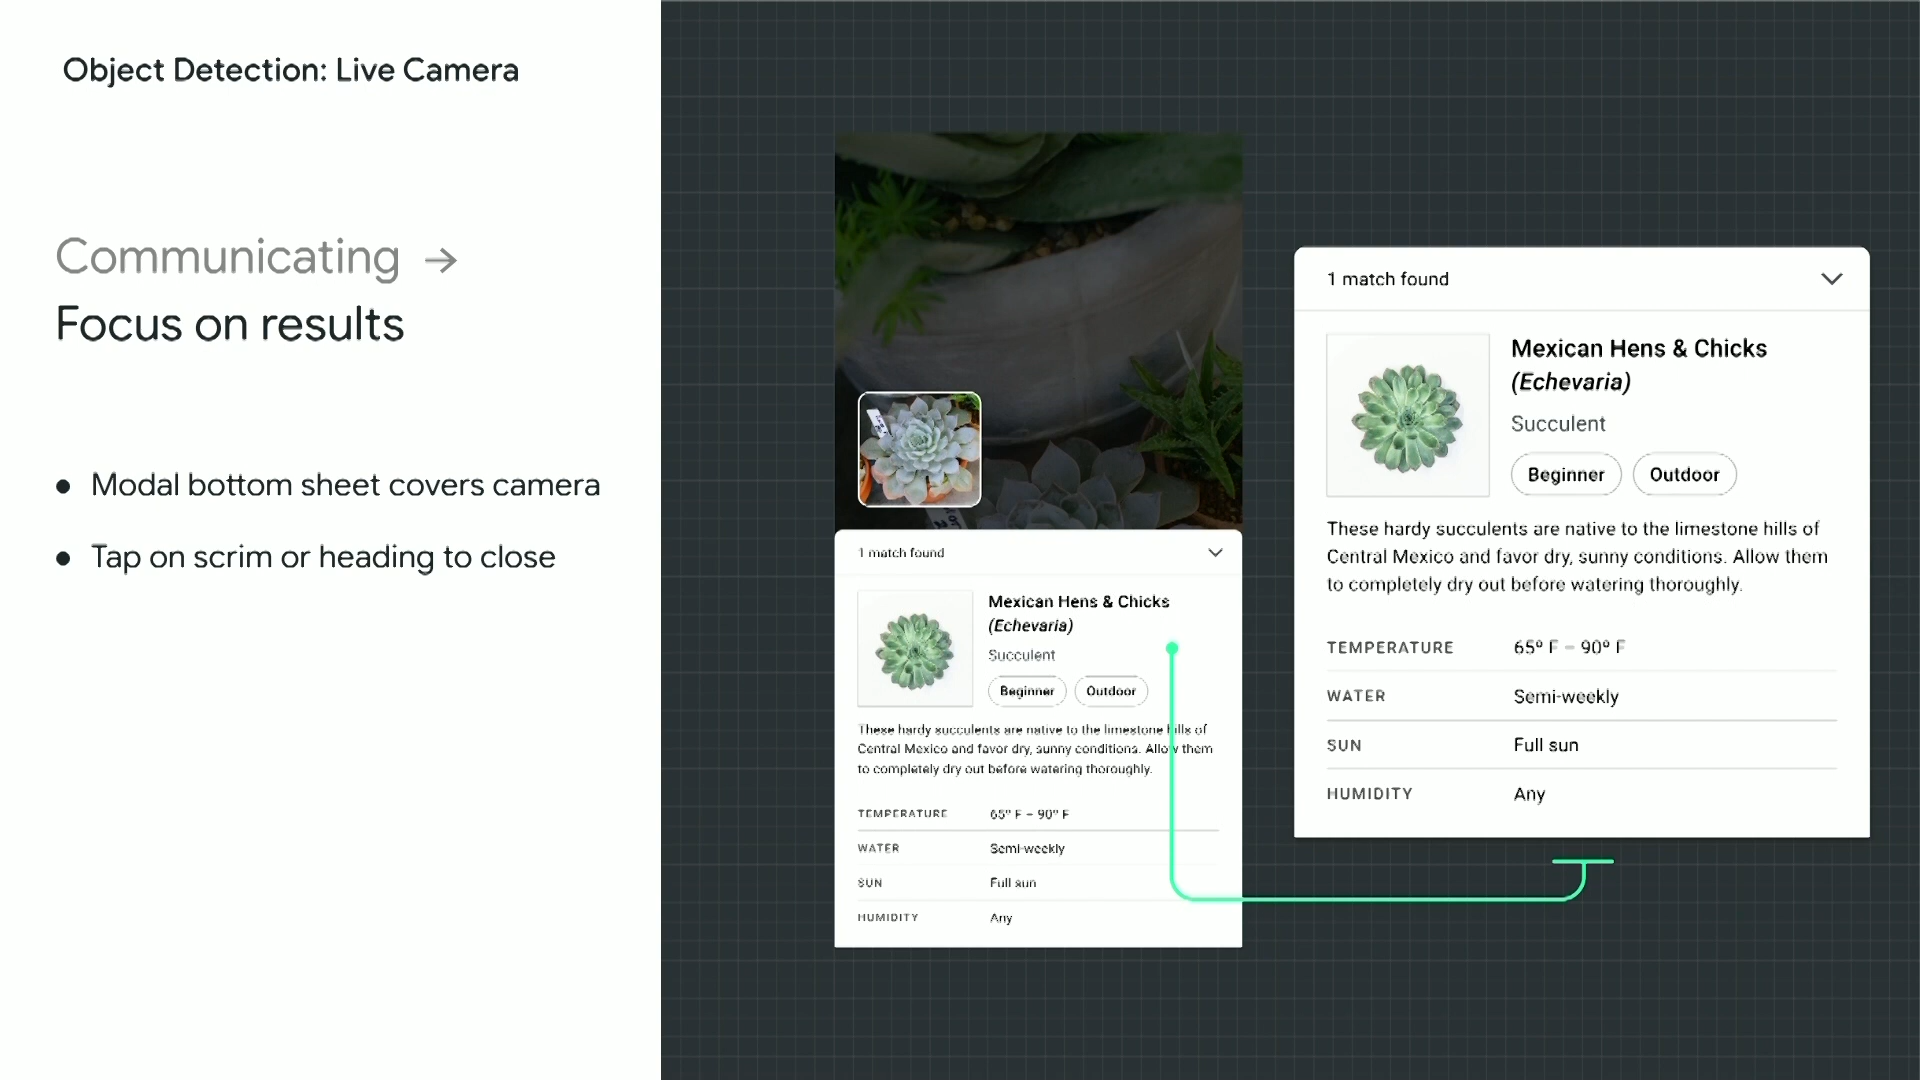 Object Detection: Live Camera
Communicating →
Focus on results
● Modal bottom sheet covers camera
● Tap on scrim or heading to close
1 match found
Mexican Hens & Chicks
(Echevaria)
Succulent
Beginner Outdoor
These hardy succulents are native to the limestone hills of
Central Mexico and favor dry, sunny conditions. Allow them
to completely dry out before watering thoroughly.
TEMPERATURE 65° F – 90° F
WATER Semi-weekly
SUN Full sun
HUMIDITY Any
1 match found
Mexican Hens & Chicks
(Echevaria)
Succulent
Beginner Outdoor
These hardy succulents are native to the limestone hills of
Central Mexico and favor dry, sunny conditions. Allow them
to completely dry out before watering thoroughly.
TEMPERATURE 65° F – 90° F
WATER Semi-weekly
SUN Full sun
HUMIDITY Any